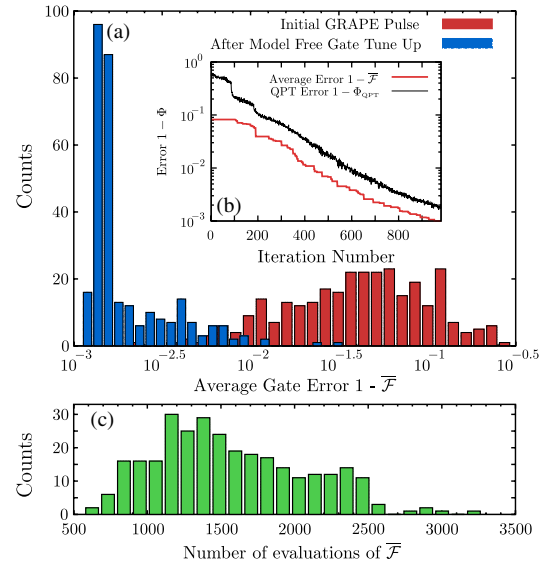 (a)
Initial GRAPE Pulse
After Model Free Gate Tune Up
100
80
60
40
20
0
Counts
10^0
10^-1
10^-2
10^-3
Error 1 - Φ
Average Error 1 - F̅
QPT Error 1 - Φ_QPT
(b)
0 200 400 600 800
Iteration Number
10^-3 10^-2.5 10^-2 10^-1.5 10^-1 10^-0.5
Average Gate Error 1 - F̅
30
20
10
0
Counts
(c)
500 1000 1500 2000 2500 3000 3500
Number of evaluations of F̅